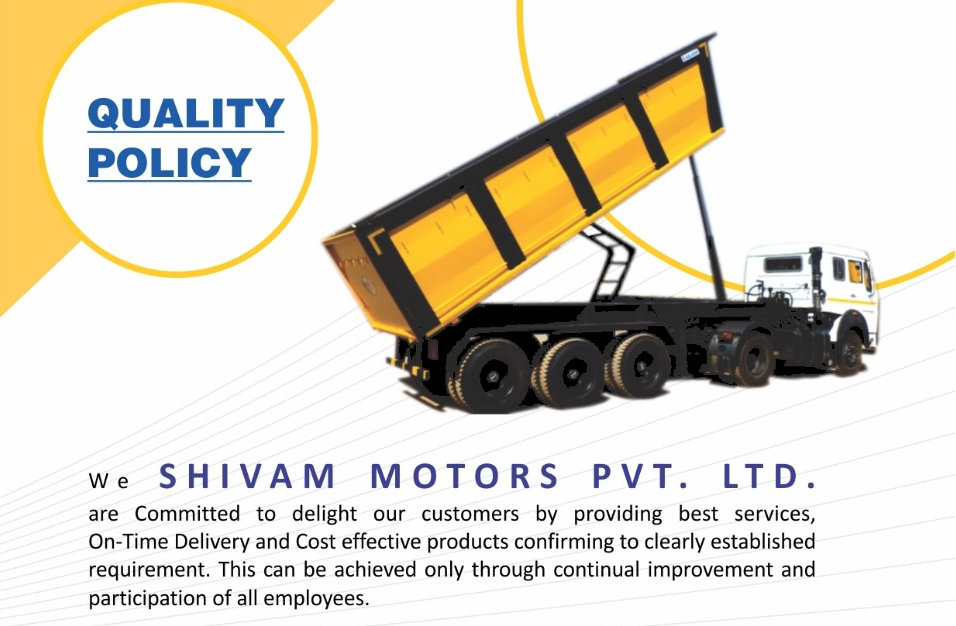 QUALITY
POLICY
We SHIVAM MOTORS PVT. LTD.
are Committed to delight our customers by providing best services,
On-Time Delivery and Cost effective products confirming to clearly established
requirement. This can be achieved only through continual improvement and
participation of all employees.